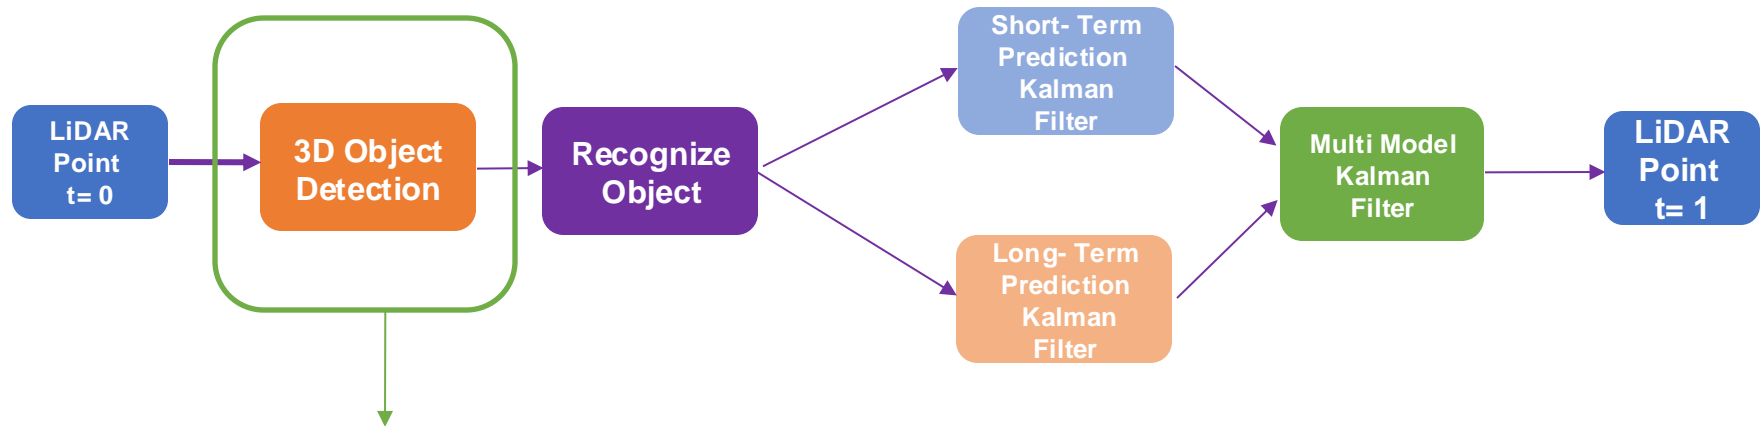 LiDAR
Point
t= 0
3D Object
Detection
Recognize
Object
Short- Term
Prediction
Kalman
Filter
Long- Term
Prediction
Kalman
Filter
Multi Model
Kalman
Filter
LiDAR
Point
t= 1